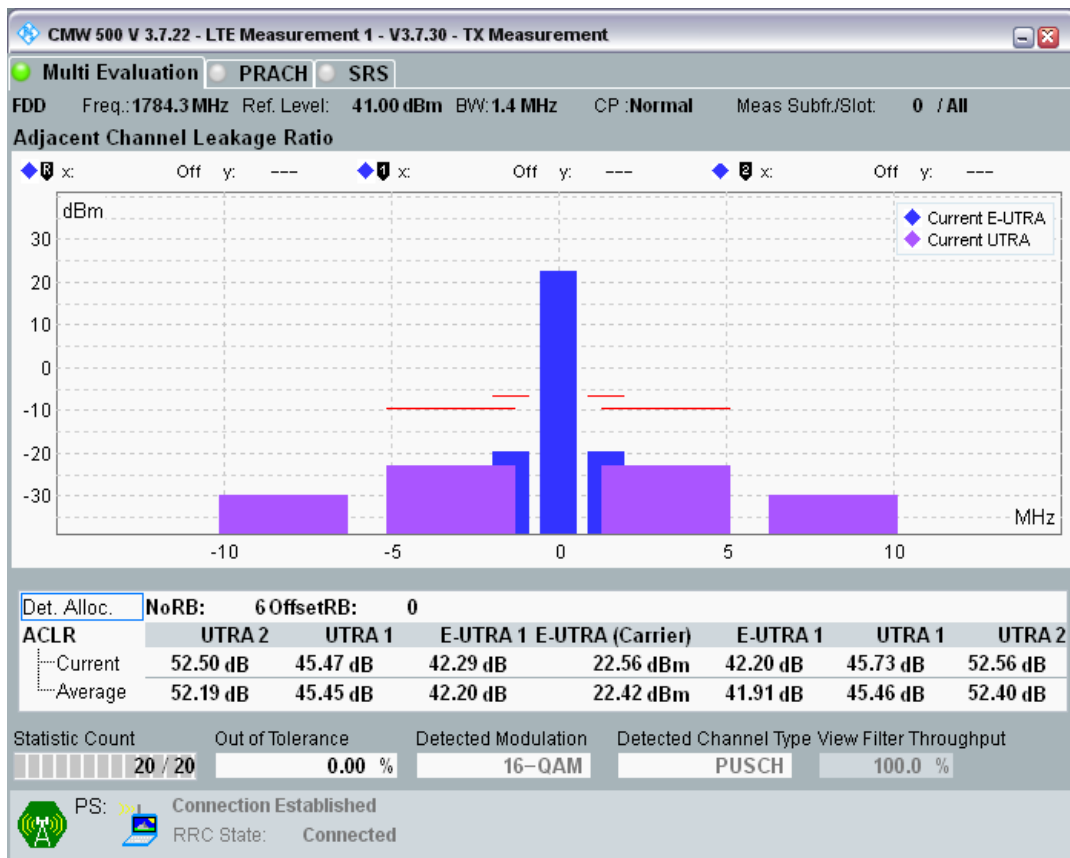 CMW 500 V 3.7.22 - LTE Measurement 1 - V3.7.30 - TX Measurement
Multi Evaluation PRACH SRS
FDD Freq.: 1784.3 MHz Ref. Level: 41.00 dBm BW: 1.4 MHz CP :Normal Meas Subfr./Slot: 0 / All
Adjacent Channel Leakage Ratio
R x: Off y: --- 1 x: Off y: --- 2 x: Off y: ---
dBm
Current E-UTRA
Current UTRA
30
20
10
0
-10
-20
-30
MHz
-10 -5 0 5 10
Det. Alloc. NoRB: 6 OffsetRB: 0
ACLR UTRA 2 UTRA 1 E-UTRA 1 E-UTRA (Carrier) E-UTRA 1 UTRA 1 UTRA 2
Current 52.50 dB 45.47 dB 42.29 dB 22.56 dBm 42.20 dB 45.73 dB 52.56 dB
Average 52.19 dB 45.45 dB 42.20 dB 22.42 dBm 41.91 dB 45.46 dB 52.40 dB
Statistic Count Out of Tolerance Detected Modulation Detected Channel Type View Filter Throughput
20 / 20 0.00 % 16-QAM PUSCH 100.0 %
PS: Connection Established
RRC State: Connected